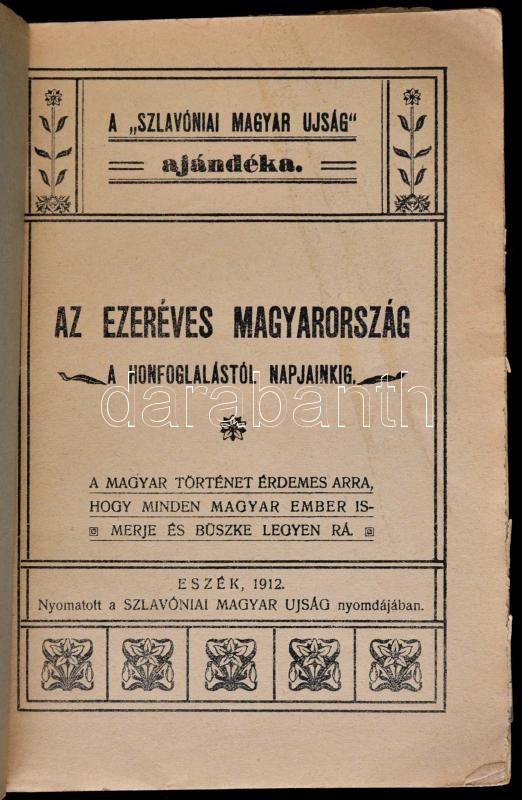 A „SZLAVÓNIAI MAGYAR UJSÁG"
ajándéka.
AZ EZERÉVES MAGYARORSZÁG
A HONFOGLALÁSTÓL NAPJAINKIG.
darabanth
A MAGYAR TÖRTÉNET ÉRDEMES ARRA,
HOGY MINDEN MAGYAR EMBER IS-
MERJE ÉS BÜSZKE LEGYEN RÁ.
ESZÉK, 1912.
Nyomatott a SZLAVÓNIAI MAGYAR UJSÁG nyomdájában.